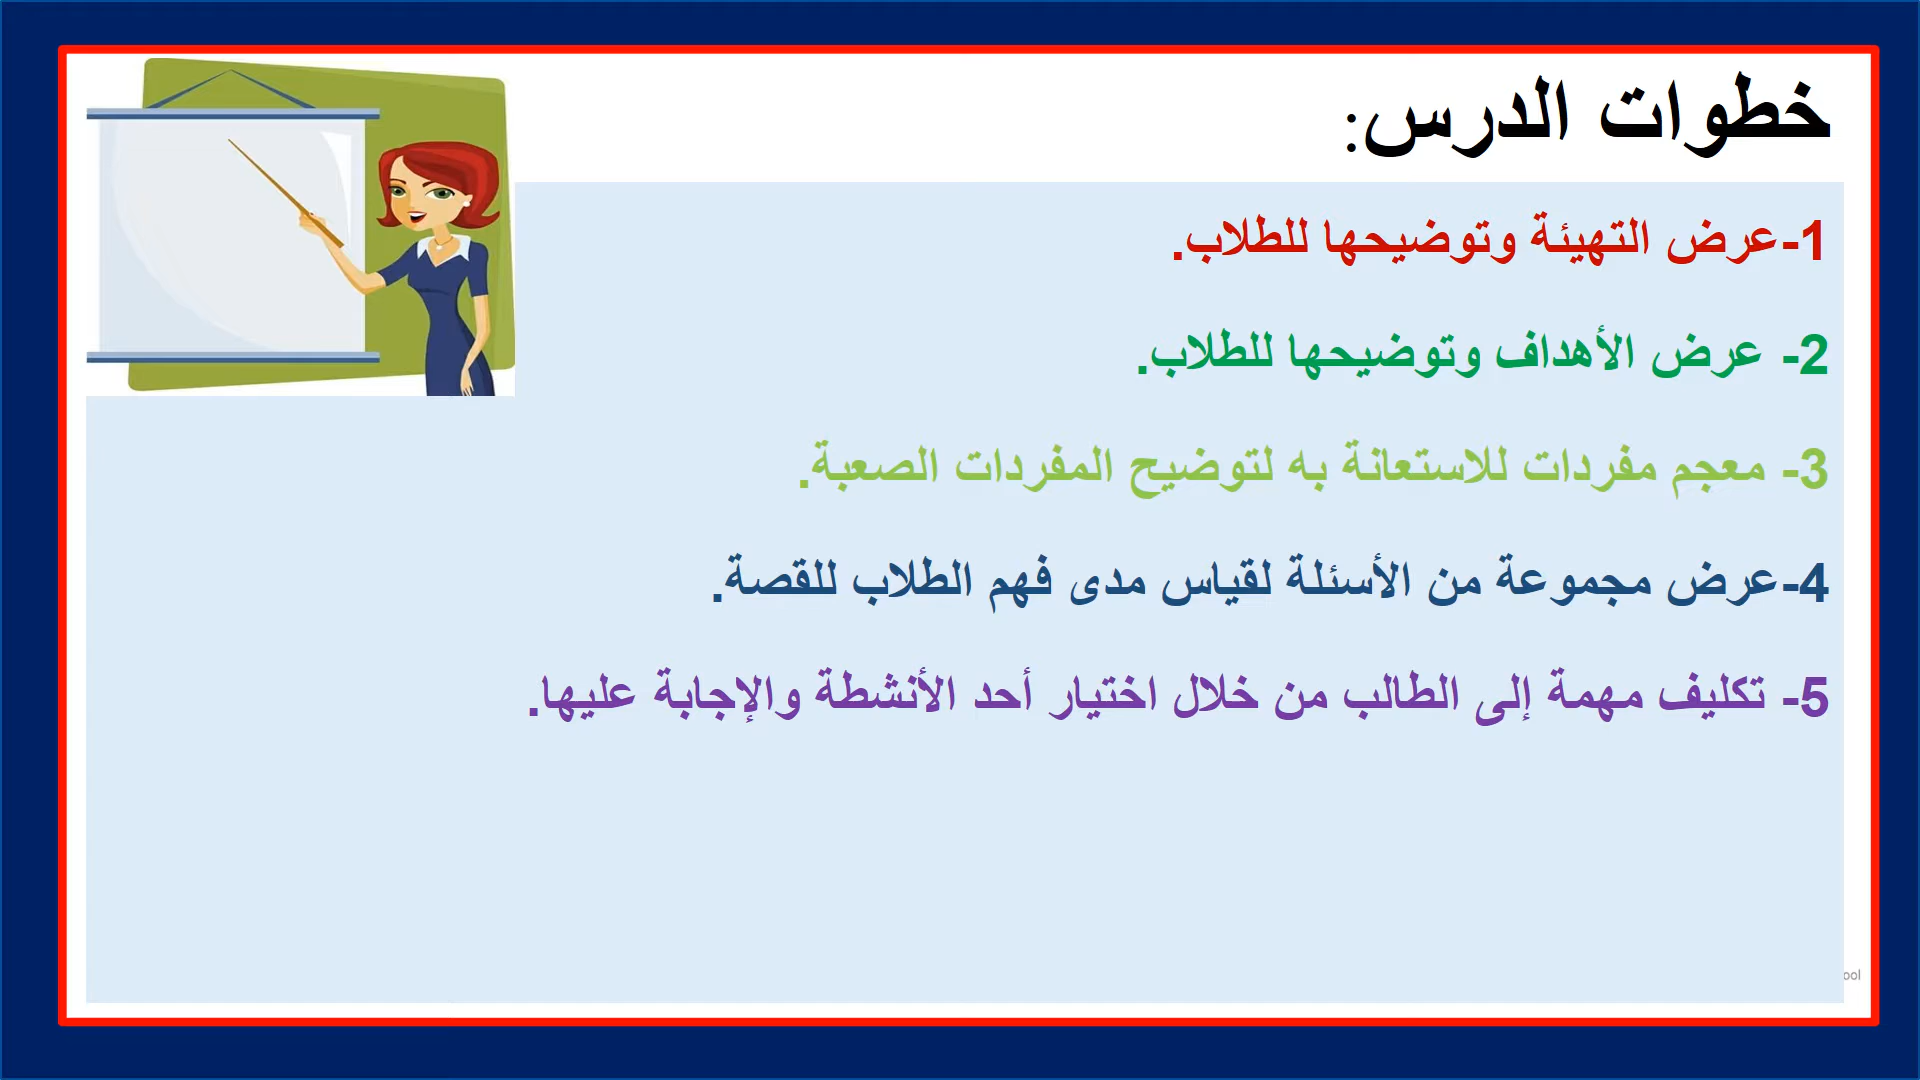 خطوات الدرس:
1-عرض التهيئة وتوضيحها للطلاب.
2- عرض الأهداف وتوضيحها للطلاب.
3- معجم مفردات للاستعانة به لتوضيح المفردات الصعبة.
4-عرض مجموعة من الأسئلة لقياس مدى فهم الطلاب للقصة.
5- تكليف مهمة إلى الطالب من خلال اختيار أحد الأنشطة والإجابة عليها.